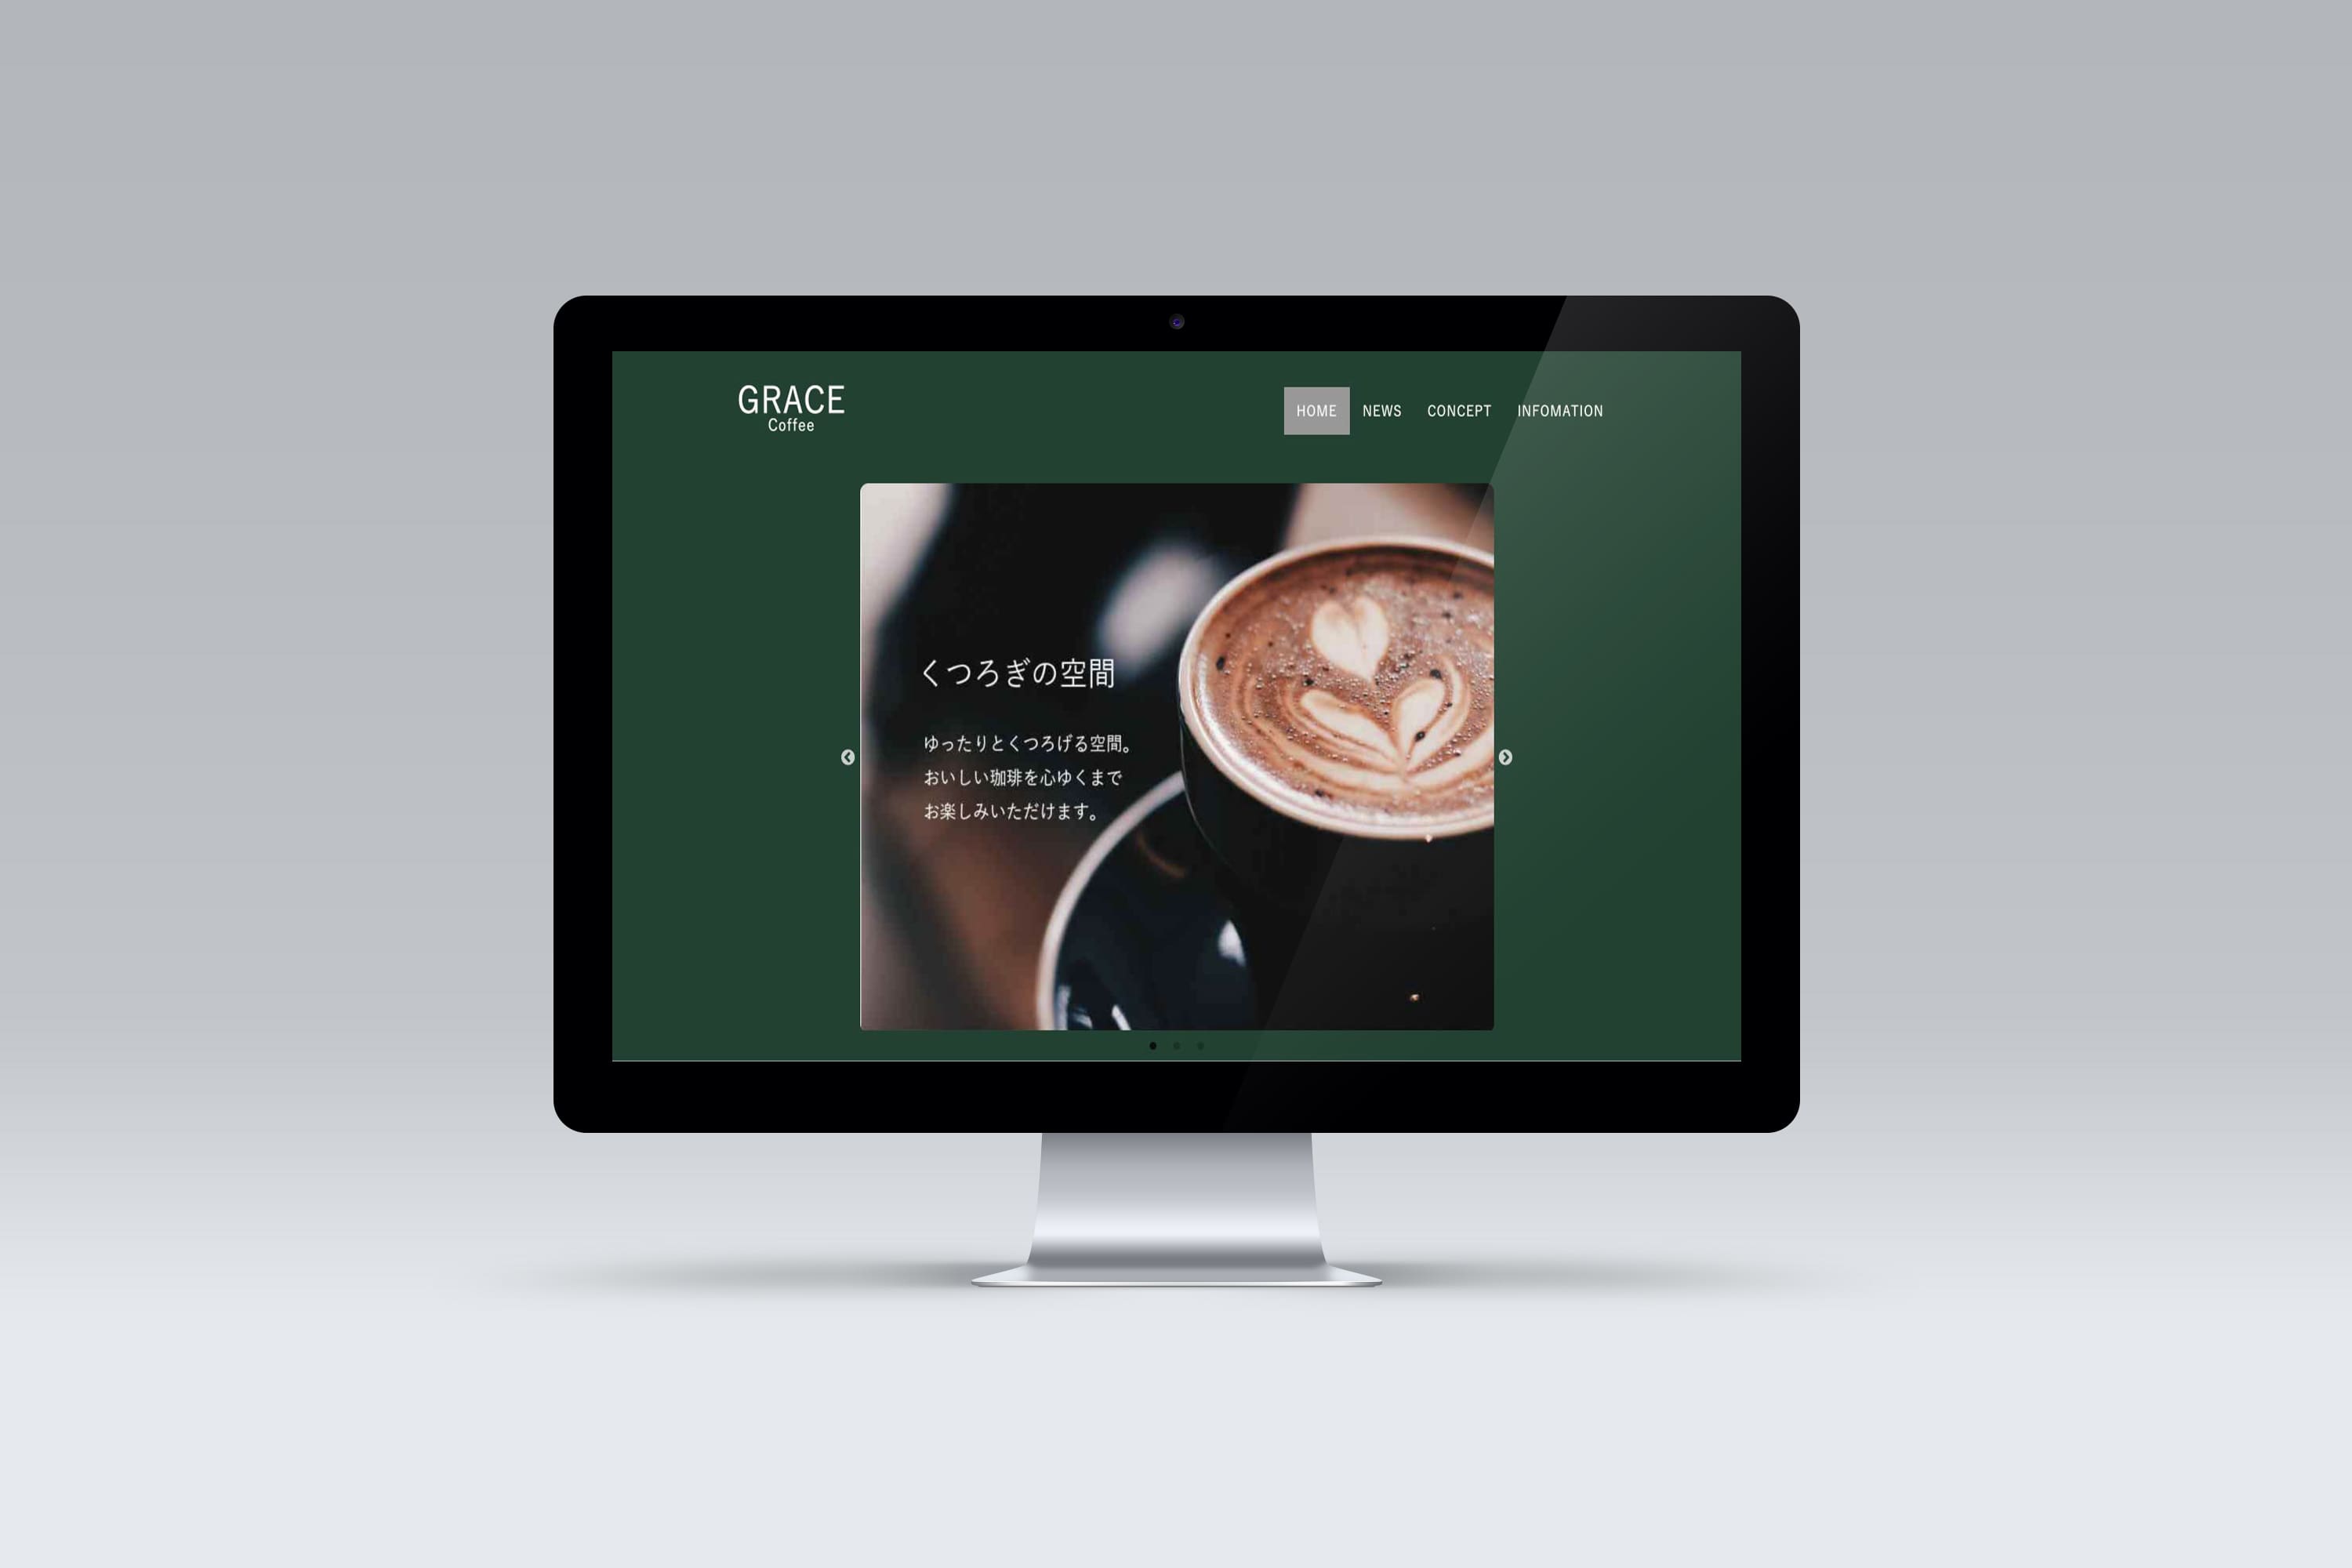 GRACE
Coffee
HOME
NEWS
CONCEPT
INFOMATION
くつろぎの空間
ゆったりとくつろげる空間。
おいしい珈琲を心ゆくまで
お楽しみいただけます。